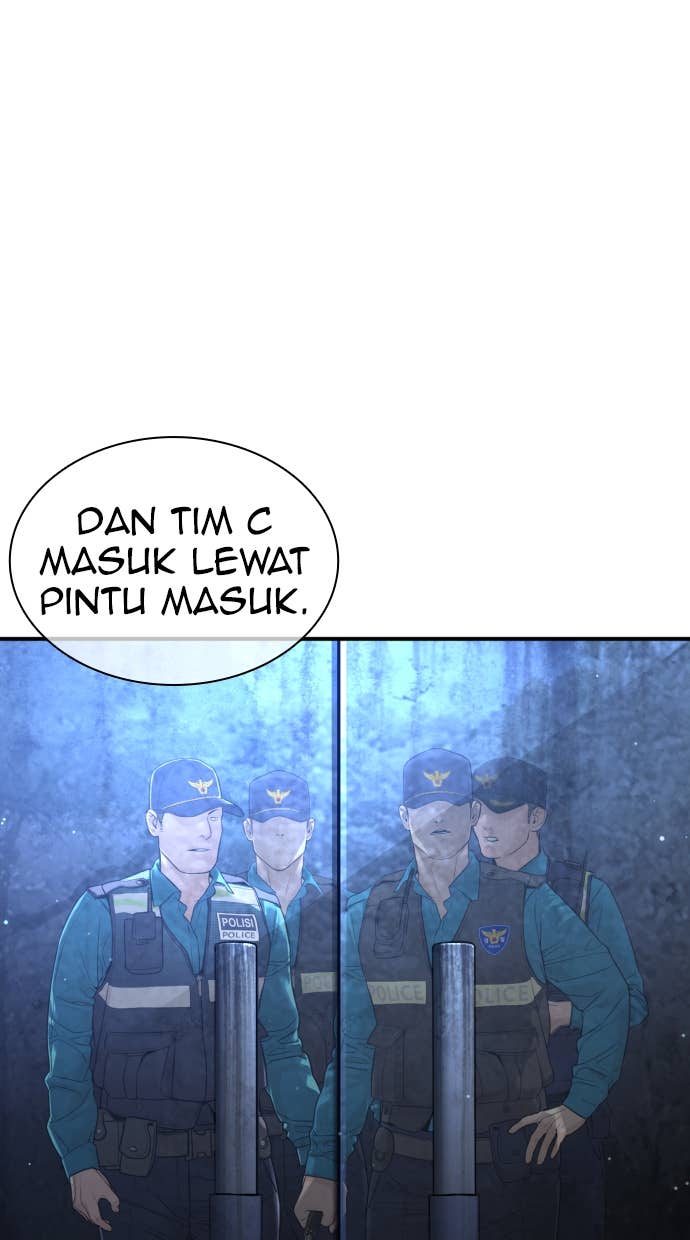 DAN TIM C
MASUK LEWAT
PINTU MASUK.
POLISI
POLICE
POLICE
POLICE
POLICE